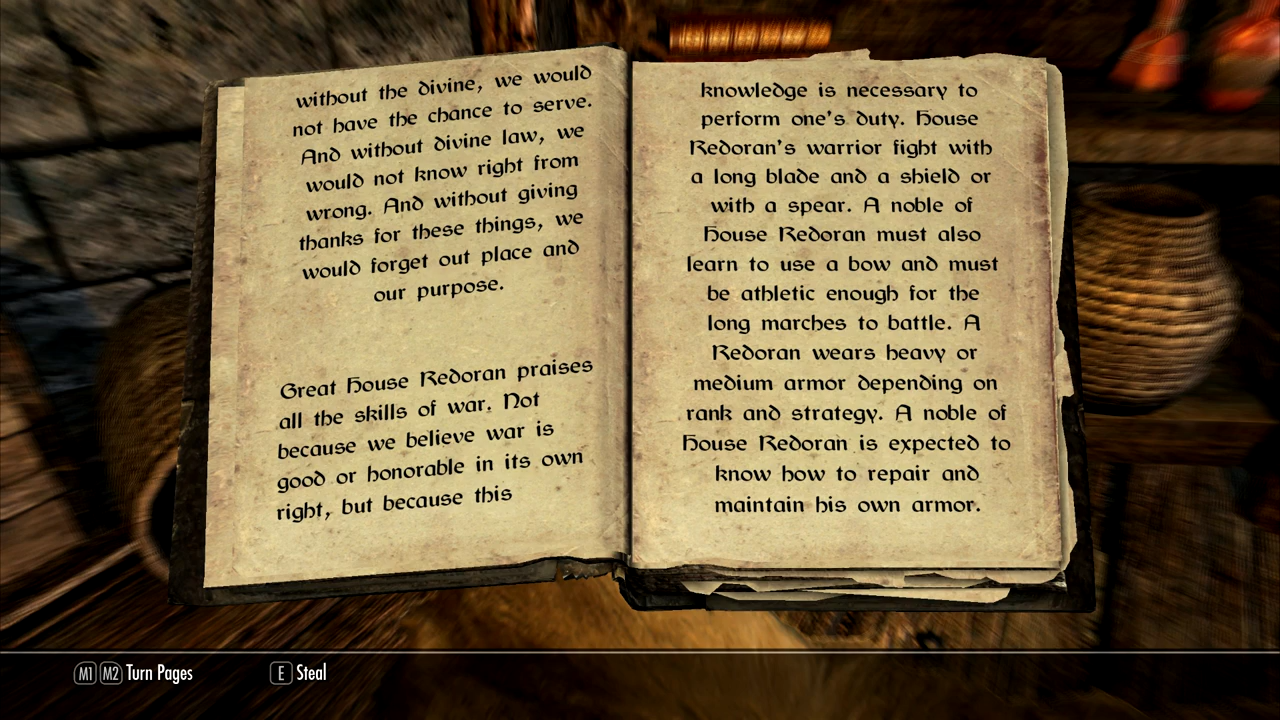 without the divine, we would
not have the chance to serve.
And without divine law, we
would not know right from
wrong. And without giving
thanks for these things, we
would forget out place and
our purpose.
Great House Redoran praises
all the skills of war. Not
because we believe war is
good or honorable in its own
right, but because this
knowledge is necessary to
perform one's duty. House
Redoran's warrior fight with
a long blade and a shield or
with a spear. A noble of
House Redoran must also
learn to use a bow and must
be athletic enough for the
long marches to battle. A
Redoran wears heavy or
medium armor depending on
rank and strategy. A noble of
House Redoran is expected to
know how to repair and
maintain his own armor.
M1 M2 Turn Pages
E Steal